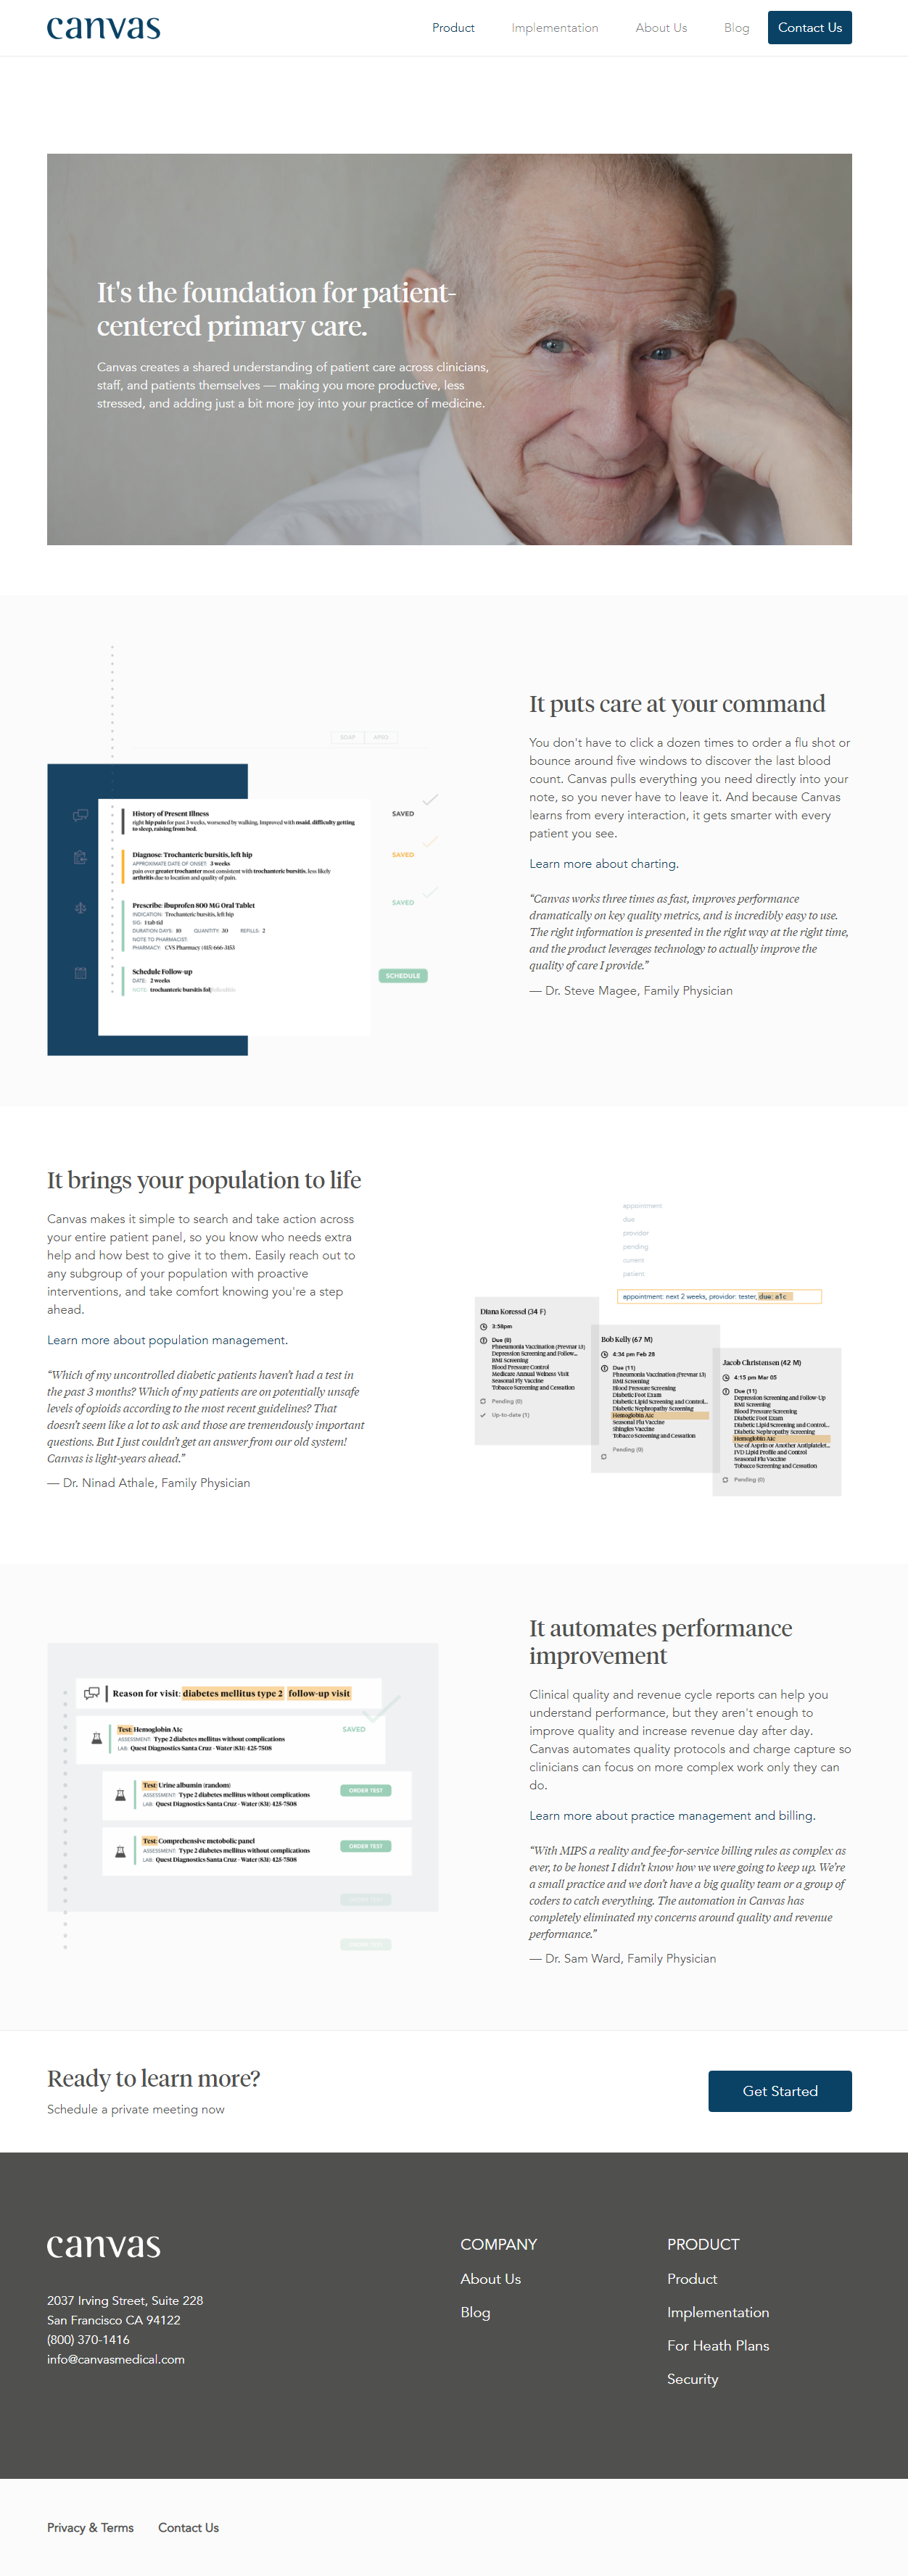 canvas
Product
Implementation
About Us
Blog
Contact Us
It's the foundation for patient-
centered primary care.
Canvas creates a shared understanding of patient care across clinicians,
staff, and patients themselves — making you more productive, less
stressed, and adding just a bit more joy into your practice of medicine.
SOAP
APSO
History of Present Illness
right hip pain for past 3 weeks, worsened by walking, Improved with rest, difficulty getting
to sleep, raising from bed.
SAVED
Diagnose: Trochanteric bursitis, left hip
APPROXIMATE DATE OF ONSET: 3 weeks
pain over greater trochanter most consistent with trochanteric bursitis, less likely
arthritis due to location and quality of pain.
SAVED
Prescribe: ibuprofen 800 MG Oral Tablet
INDICATION: Trochanteric bursitis, left hip
SIG: 1 tab tid
DURATION DAYS: 10 QUANTITY: 30 REFILLS: 2
NOTE TO PHARMACIST:
PHARMACY: CVS Pharmacy (415) 666-3153
SAVED
Schedule Follow-up
DATE: 2 weeks
NOTE: trochanteric bursitis fol
SCHEDULE
It puts care at your command
You don't have to click a dozen times to order a flu shot or
bounce around five windows to discover the last blood
count. Canvas pulls everything you need directly into your
note, so you never have to leave it. And because Canvas
learns from every interaction, it gets smarter with every
patient you see.
Learn more about charting.
“Canvas works three times as fast, improves performance
dramatically on key quality metrics, and is incredibly easy to use.
The right information is presented in the right way at the right time,
and the product leverages technology to actually improve the
quality of care I provide.”
— Dr. Steve Magee, Family Physician
It brings your population to life
Canvas makes it simple to search and take action across
your entire patient panel, so you know who needs extra
help and how best to give it to them. Easily reach out to
any subgroup of your population with proactive
interventions, and take comfort knowing you're a step
ahead.
Learn more about population management.
“Which of my uncontrolled diabetic patients haven’t had a test in
the past 3 months? Which of my patients are on potentially unsafe
levels of opioids according to the most recent guidelines? That
doesn’t seem like a lot to ask and those are tremendously important
questions. But I just couldn’t get an answer from our old system!
Canvas is light-years ahead.”
— Dr. Ninad Athale, Family Physician
appointment
due
providor
pending
current
patient
appointment: next 2 weeks, providor: tester, due: a1c
Diana Koressel (34 F)
3:58pm
Due (8)
Phneumonia Vaccination (Prevnar 13)
Depression Screening and Follow...
BMI Screening
Blood Pressure Control
Medicare Annual Welness Visit
Seasonal Fly Vaccine
Tobacco Screening and Cessation
Pending (0)
Up-to-date (1)
Bob Kelly (67 M)
4:34 pm Feb 28
Due (11)
Phneumonia Vaccination (Prevnar 13)
BMI Screening
Blood Pressure Screening
Diabetic Foot Exam
Diabetic Lipid Screening and Control...
Diabetic Nephropathy Screening
Hemoglobin A1c
Seasonal Flu Vaccine
Shingles Vaccine
Tobacco Screening and Cessation
Pending (0)
Jacob Christensen (42 M)
4:15 pm Mar 05
Due (11)
Depression Screening and Follow-Up
BMI Screening
Blood Pressure Screening
Diabetic Foot Exam
Diabetic Lipid Screening and Control...
Diabetic Nephropathy Screening
Hemoglobin A1c
Use of Asprin or Another Antiplatelet...
IVD Lipid Profile and Control
Seasonal Flu Vaccine
Tobacco Screening and Cessation
Pending (0)
Reason for visit: diabetes mellitus type 2 follow-up visit
Test: Hemoglobin A1c
ASSESSMENT: Type 2 diabetes mellitus without complications
LAB: Quest Diagnostics Santa Cruz - Water (831) 425-7508
SAVED
Test: Urine albumin (random)
ASSESSMENT: Type 2 diabetes mellitus without complications
LAB: Quest Diagnostics Santa Cruz - Water (831) 425-7508
ORDER TEST
Test: Comprehensive metobolic panel
ASSESSMENT: Type 2 diabetes mellitus without complications
LAB: Quest Diagnostics Santa Cruz - Water (831) 425-7508
ORDER TEST
ORDER TEST
ORDER TEST
It automates performance
improvement
Clinical quality and revenue cycle reports can help you
understand performance, but they aren't enough to
improve quality and increase revenue day after day.
Canvas automates quality protocols and charge capture so
clinicians can focus on more complex work only they can
do.
Learn more about practice management and billing.
“With MIPS a reality and fee-for-service billing rules as complex as
ever, to be honest I didn’t know how we were going to keep up. We’re
a small practice and we don’t have a big quality team or a group of
coders to catch everything. The automation in Canvas has
completely eliminated my concerns around quality and revenue
performance.”
— Dr. Sam Ward, Family Physician
Ready to learn more?
Schedule a private meeting now
Get Started
canvas
2037 Irving Street, Suite 228
San Francisco CA 94122
(800) 370-1416
info@canvasmedical.com
COMPANY
About Us
Blog
PRODUCT
Product
Implementation
For Heath Plans
Security
Privacy & Terms
Contact Us